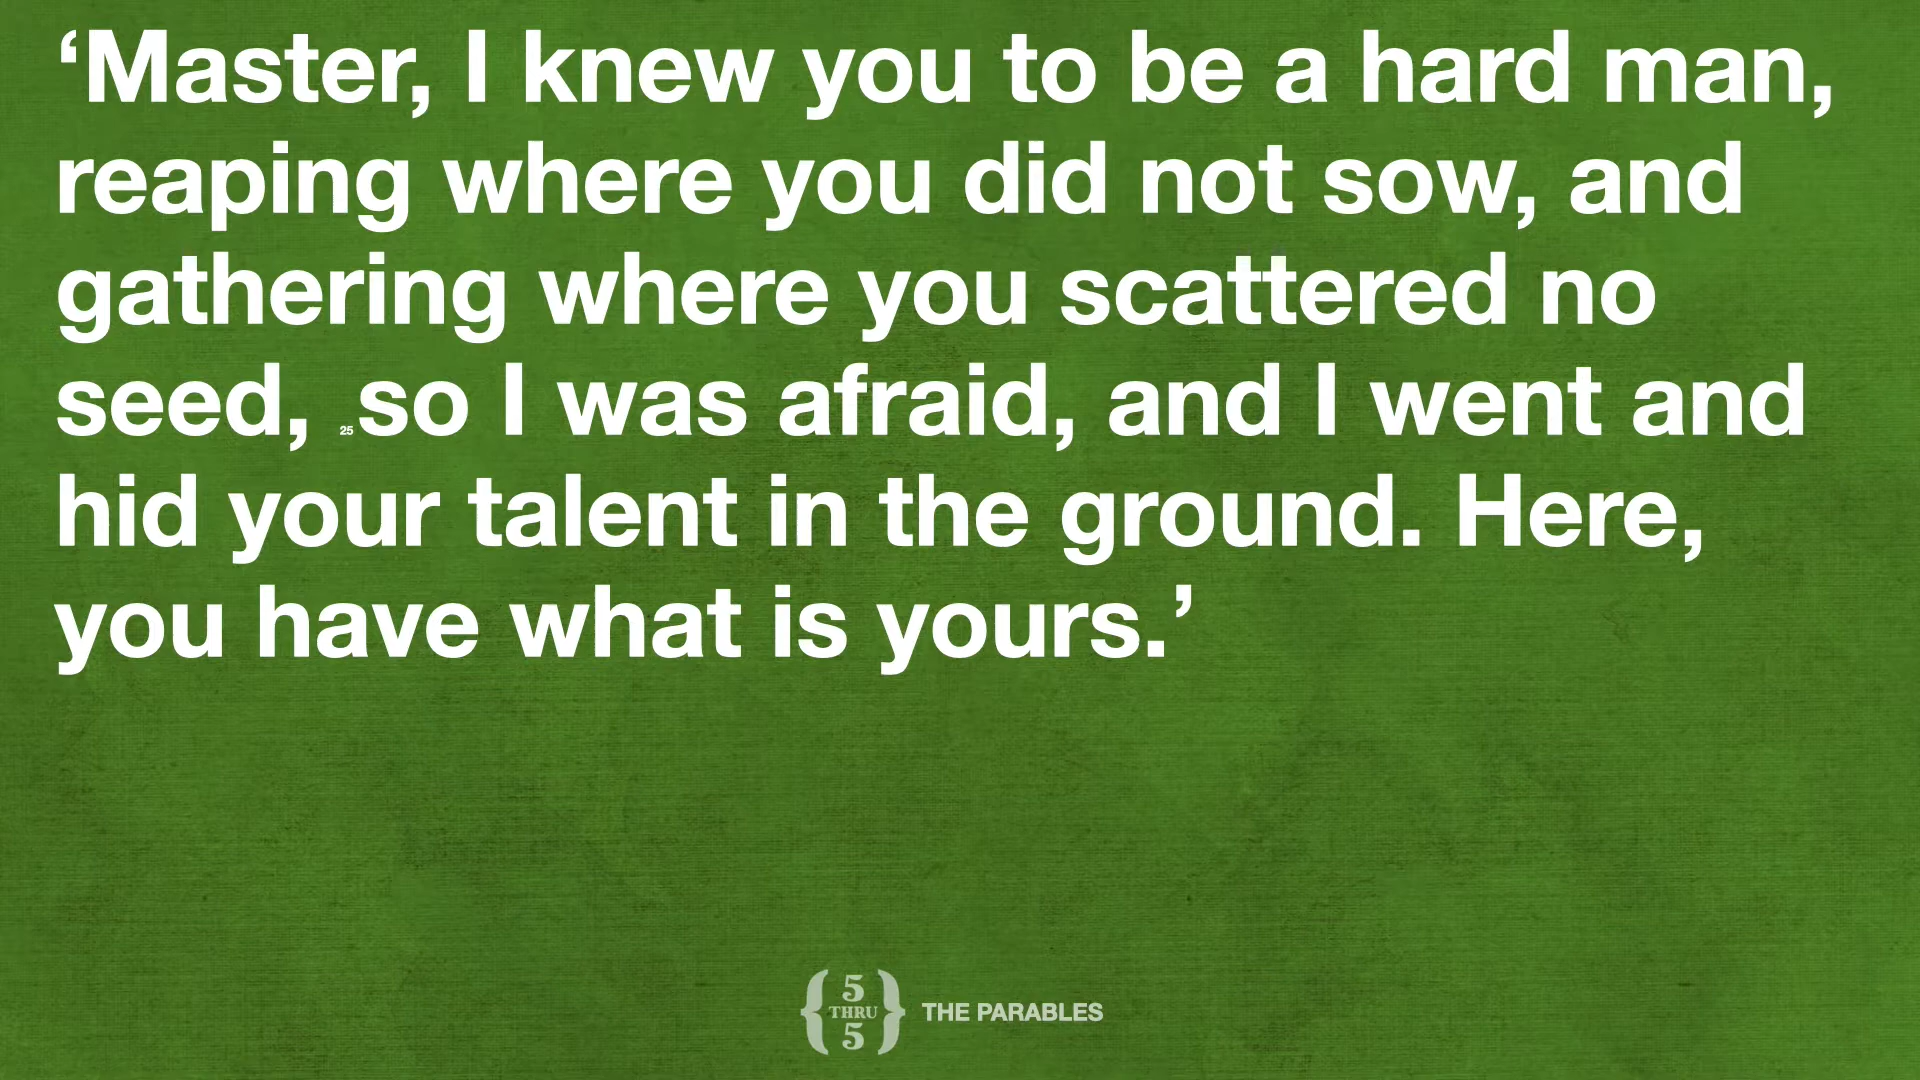 ‘Master, I knew you to be a hard man,
reaping where you did not sow, and
gathering where you scattered no
seed, 25 so I was afraid, and I went and
hid your talent in the ground. Here,
you have what is yours.’
5
THRU
5
THE PARABLES